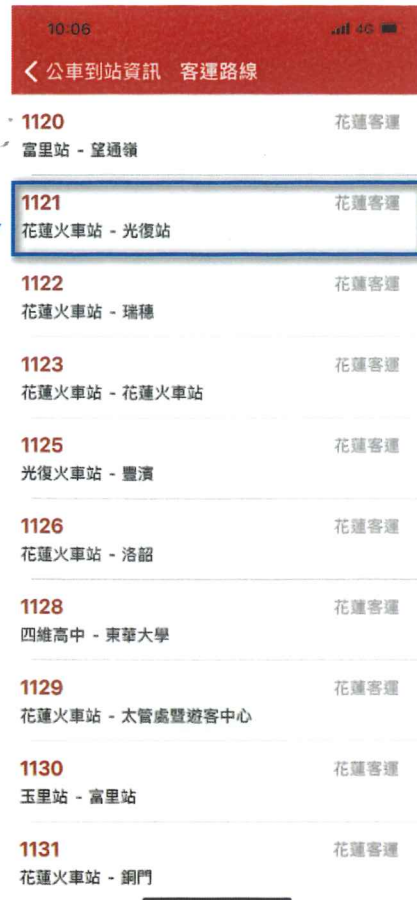 10:06 4G
公車到站資訊 客運路線
1120 花蓮客運
富里站 - 望通嶺
1121 花蓮客運
花蓮火車站 - 光復站
1122 花蓮客運
花蓮火車站 - 瑞穗
1123 花蓮客運
花蓮火車站 - 花蓮火車站
1125 花蓮客運
光復火車站 - 豐濱
1126 花蓮客運
花蓮火車站 - 洛韶
1128 花蓮客運
四維高中 - 東華大學
1129 花蓮客運
花蓮火車站 - 太管處暨遊客中心
1130 花蓮客運
玉里站 - 富里站
1131 花蓮客運
花蓮火車站 - 銅門